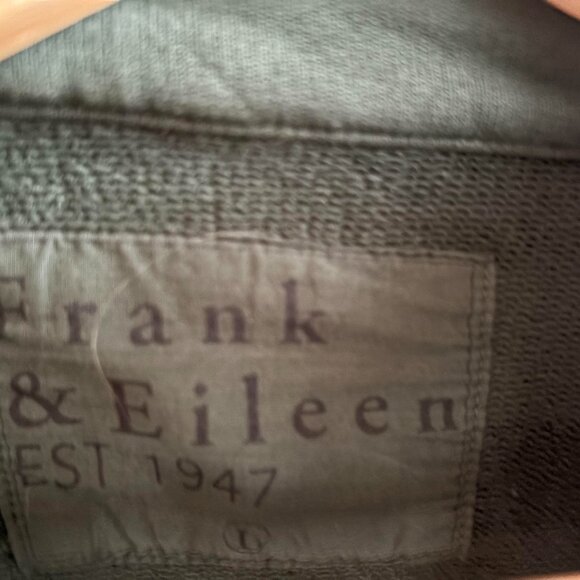 Frank
& Eileen
EST 1947
L